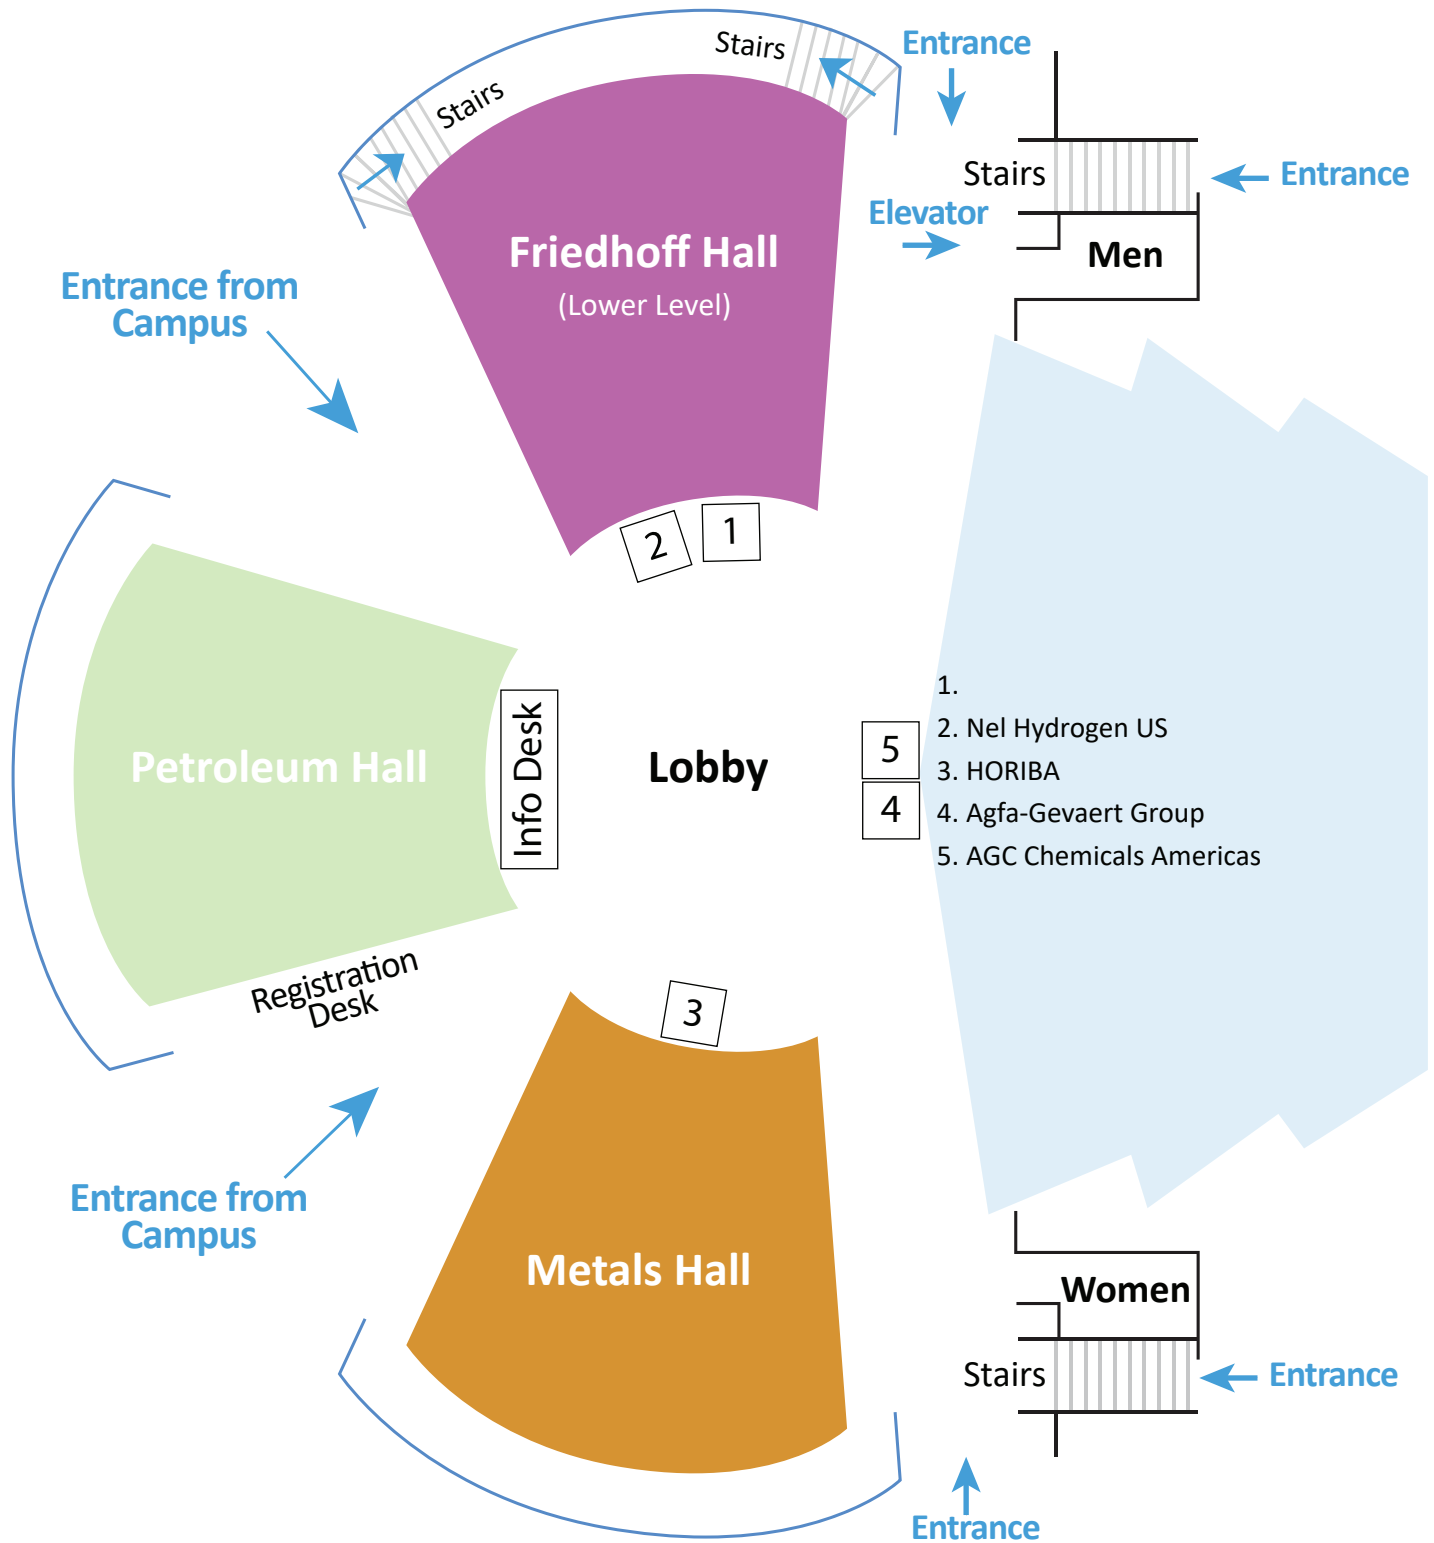 Stairs
Entrance
Stairs
Stairs
Entrance
Elevator
Friedhoff Hall
(Lower Level)
Men
Entrance from
Campus
2
1
Petroleum Hall
Info Desk
Lobby
5
4
1.
2. Nel Hydrogen US
3. HORIBA
4. Agfa-Gevaert Group
5. AGC Chemicals Americas
Registration
Desk
3
Entrance from
Campus
Metals Hall
Women
Stairs
Entrance
Entrance